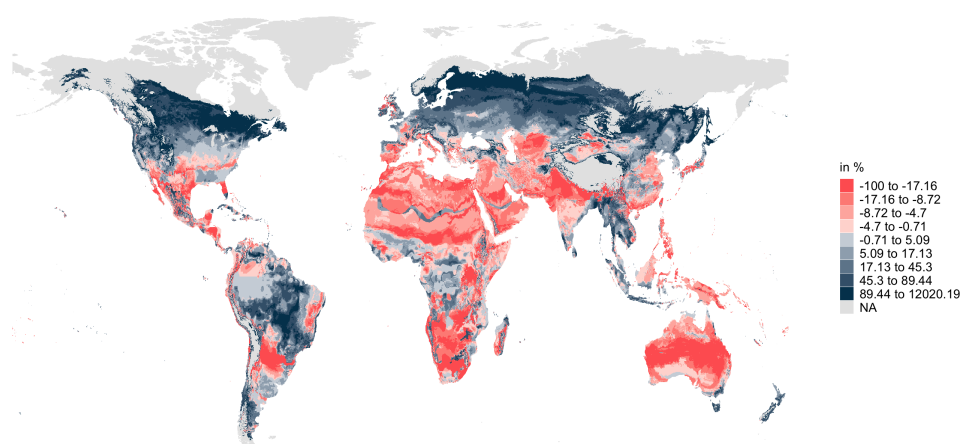 in %
-100 to -17.16
-17.16 to -8.72
-8.72 to -4.7
-4.7 to -0.71
-0.71 to 5.09
5.09 to 17.13
17.13 to 45.3
45.3 to 89.44
89.44 to 12020.19
NA